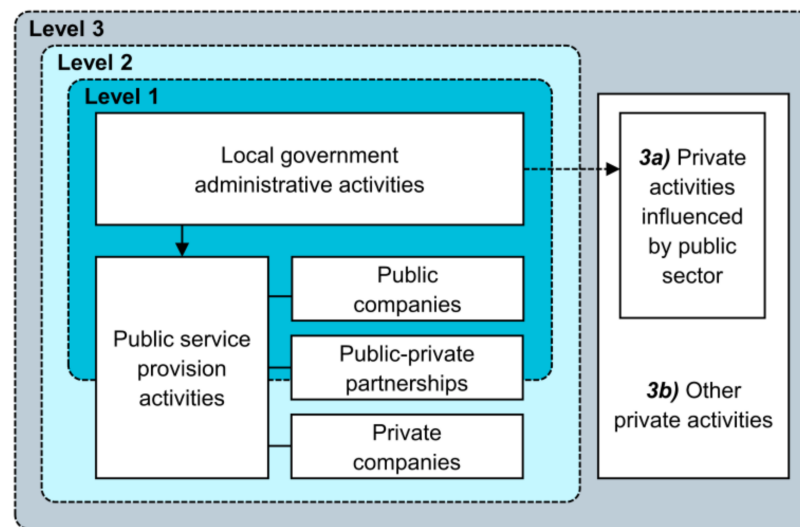 Level 3
Level 2
Level 1
Local government
administrative activities
Public service
provision
activities
Public
companies
Public-private
partnerships
Private
companies
3a) Private
activities
influenced
by public
sector
3b) Other
private activities